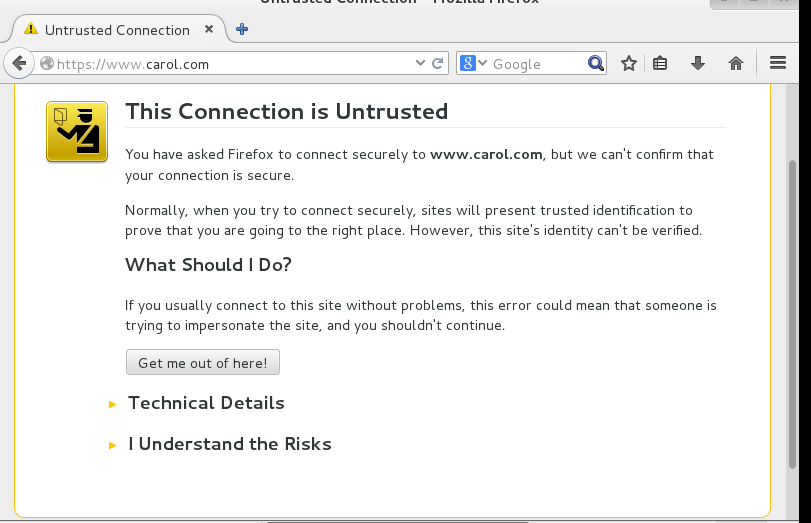 Untrusted Connection - Mozilla Firefox
Untrusted Connection
https://www.carol.com
Google
This Connection is Untrusted
You have asked Firefox to connect securely to www.carol.com, but we can't confirm that
your connection is secure.
Normally, when you try to connect securely, sites will present trusted identification to
prove that you are going to the right place. However, this site's identity can't be verified.
What Should I Do?
If you usually connect to this site without problems, this error could mean that someone is
trying to impersonate the site, and you shouldn't continue.
Get me out of here!
Technical Details
I Understand the Risks